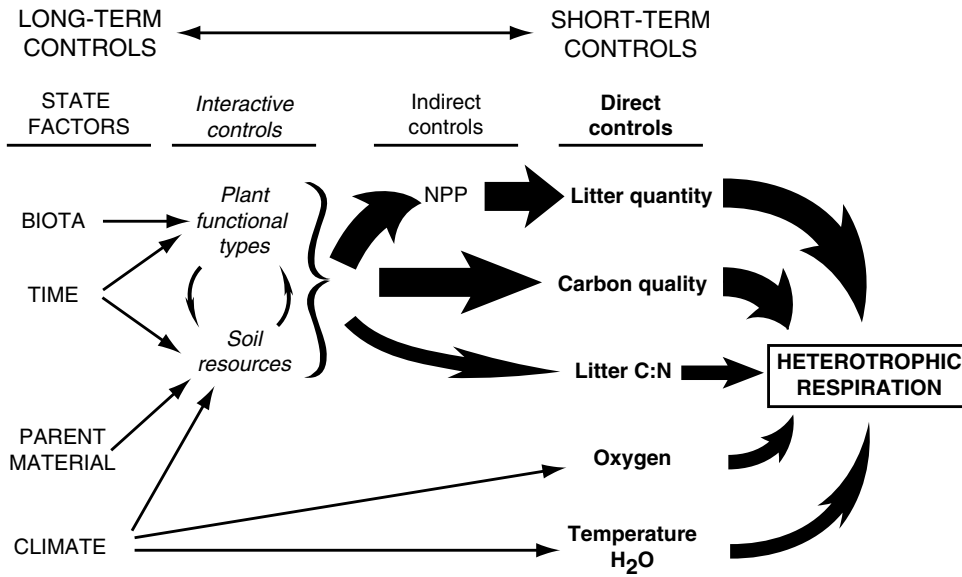 LONG-TERM
CONTROLS
SHORT-TERM
CONTROLS
STATE
FACTORS
Interactive
controls
Indirect
controls
Direct
controls
BIOTA
TIME
PARENT
MATERIAL
CLIMATE
Plant
functional
types
Soil
resources
NPP
Litter quantity
Carbon quality
Litter C:N
Oxygen
Temperature
H₂O
HETEROTROPHIC
RESPIRATION